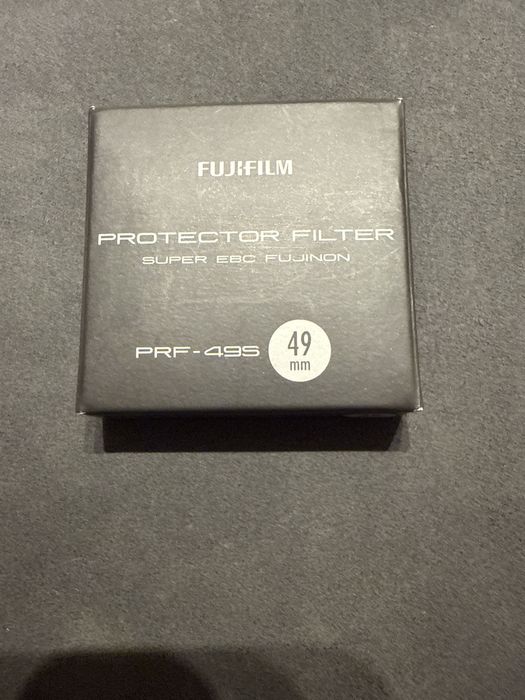 FUJIFILM
PROTECTOR FILTER
SUPER EBC FUJINON
PRF-49S
49
mm